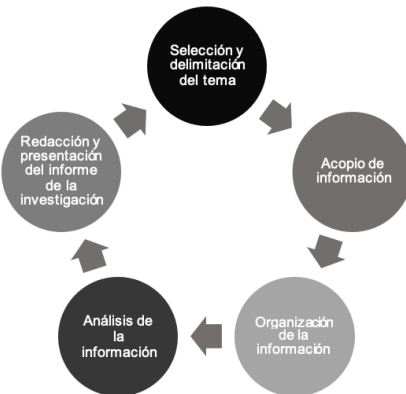 Selección y
delimitación
del tema
Acopio de
información
Organización
de la
información
Análisis de
la
información
Redacción y
presentación
del informe
de la
investigación